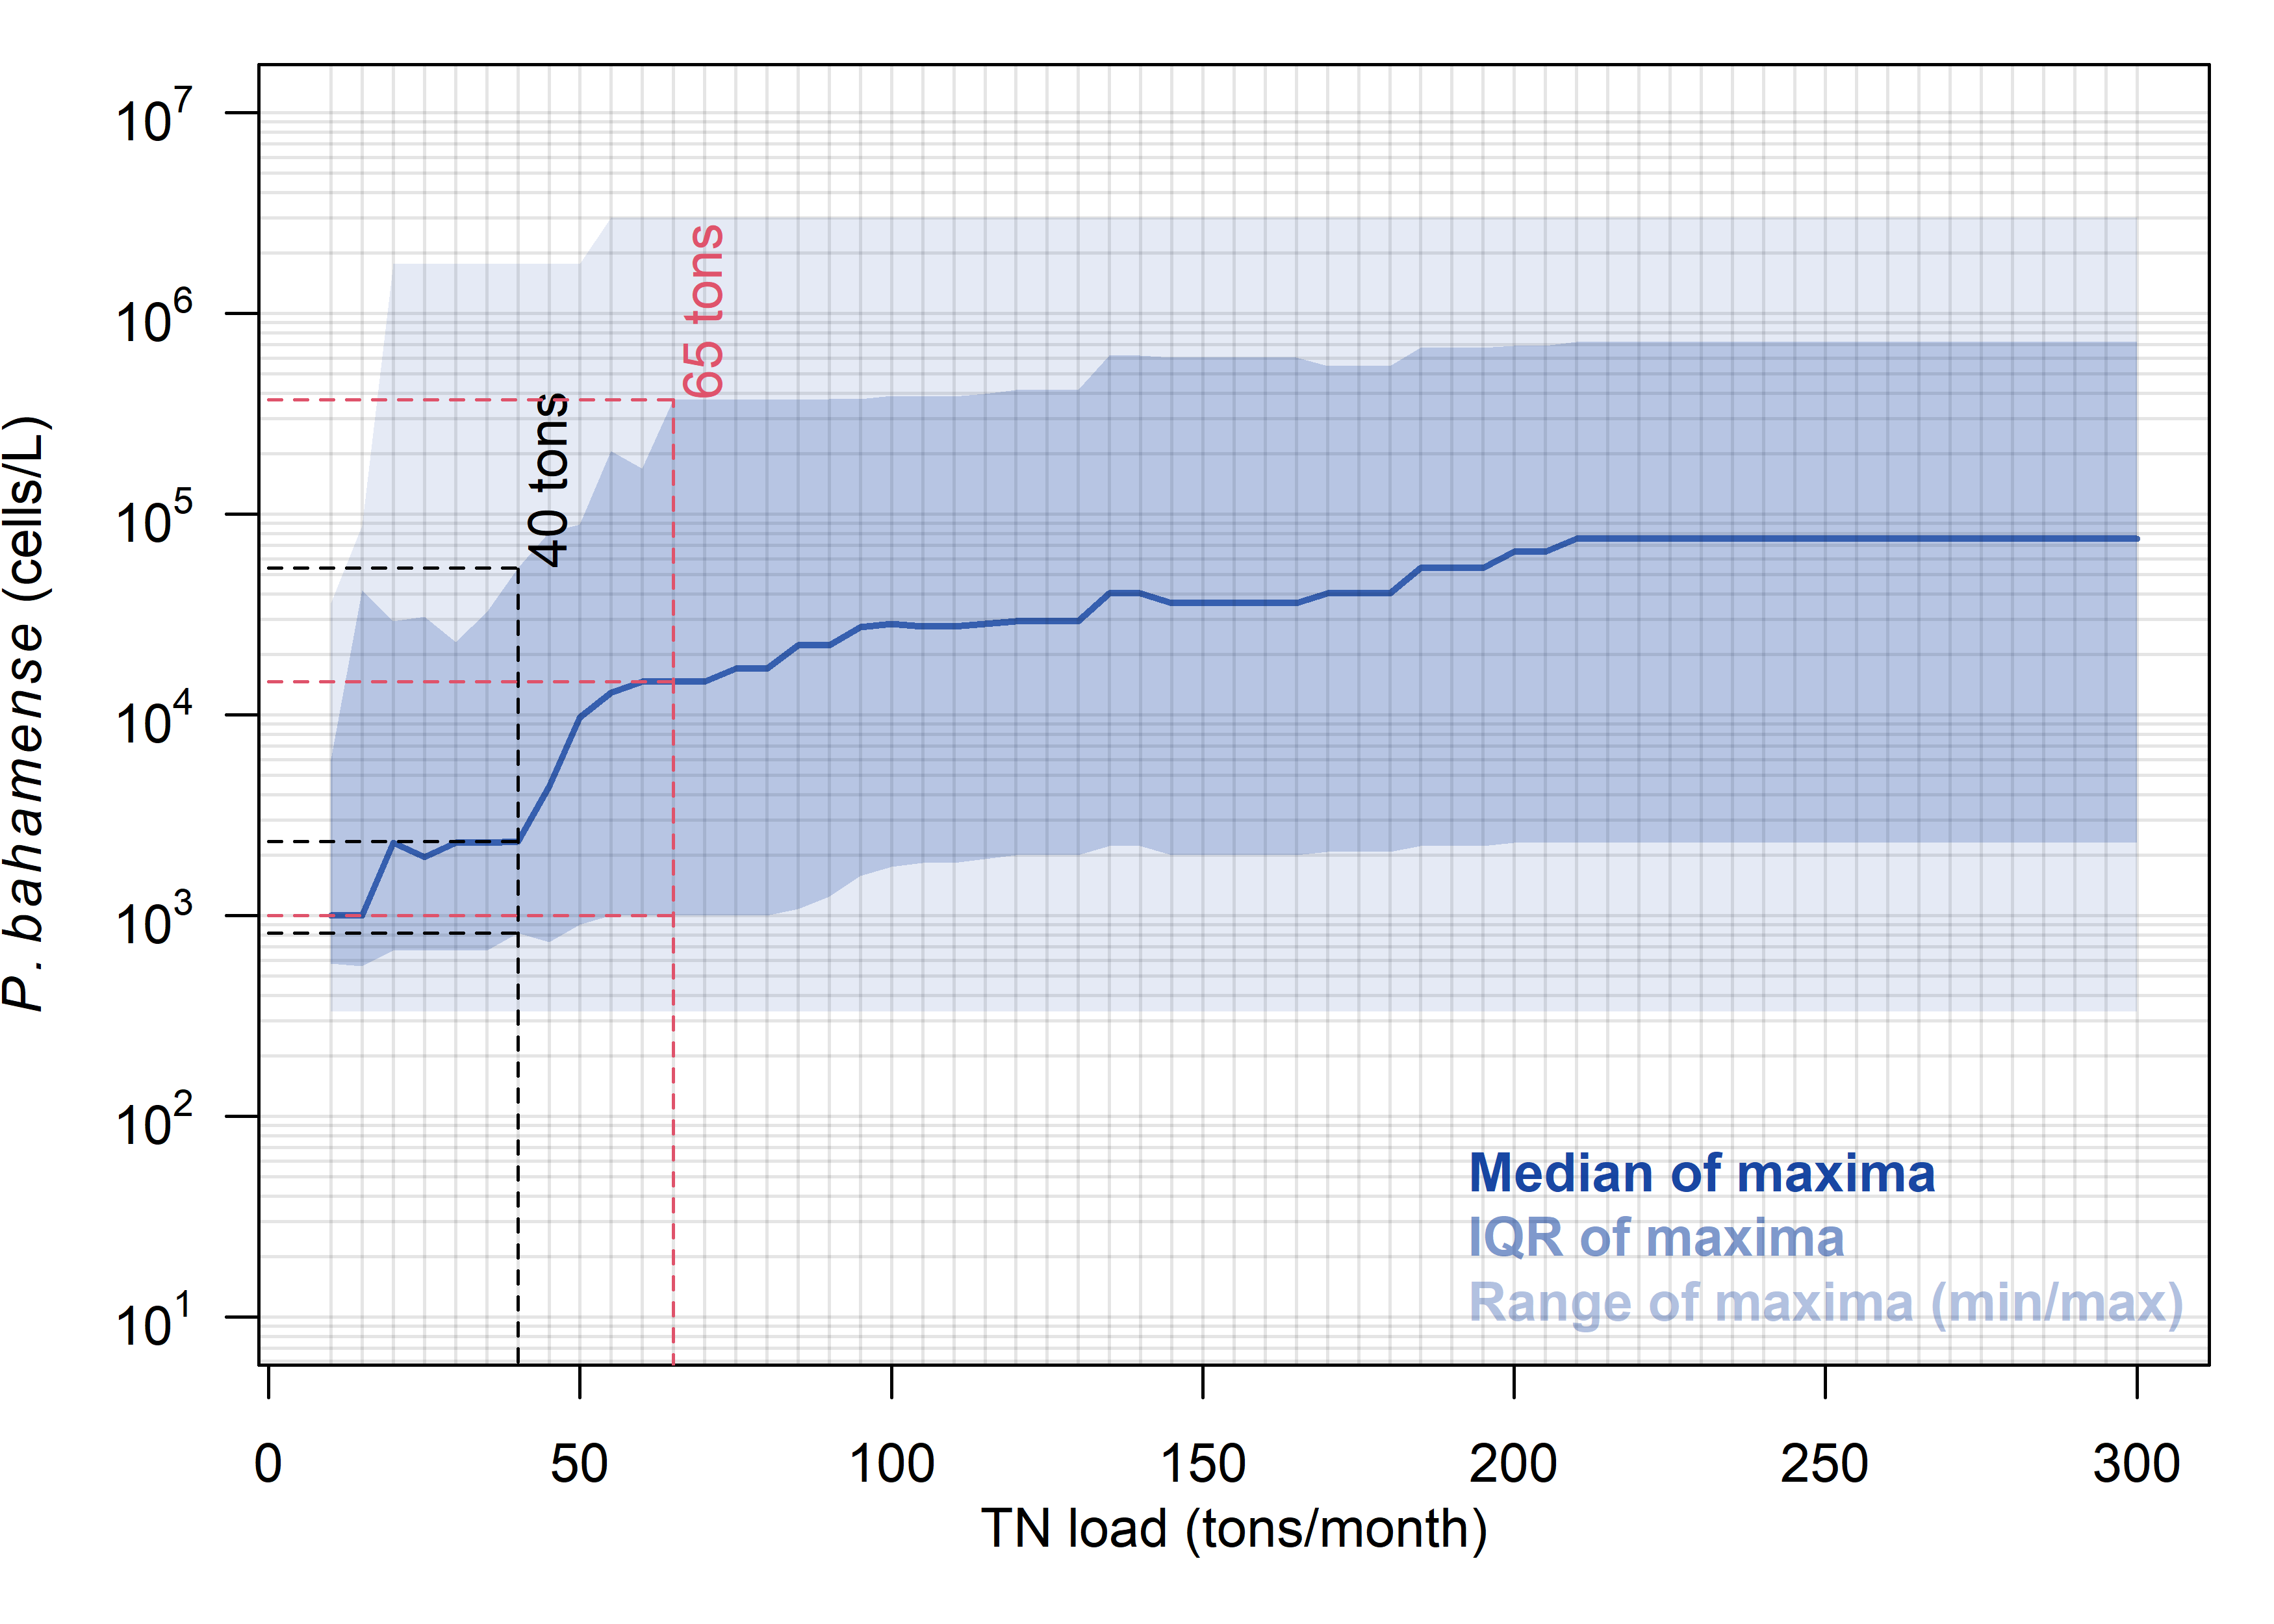 P. bahamense (cells/L)
10^7
10^6
10^5
10^4
10^3
10^2
10^1
65 tons
40 tons
Median of maxima
IQR of maxima
Range of maxima (min/max)
0 50 100 150 200 250 300
TN load (tons/month)